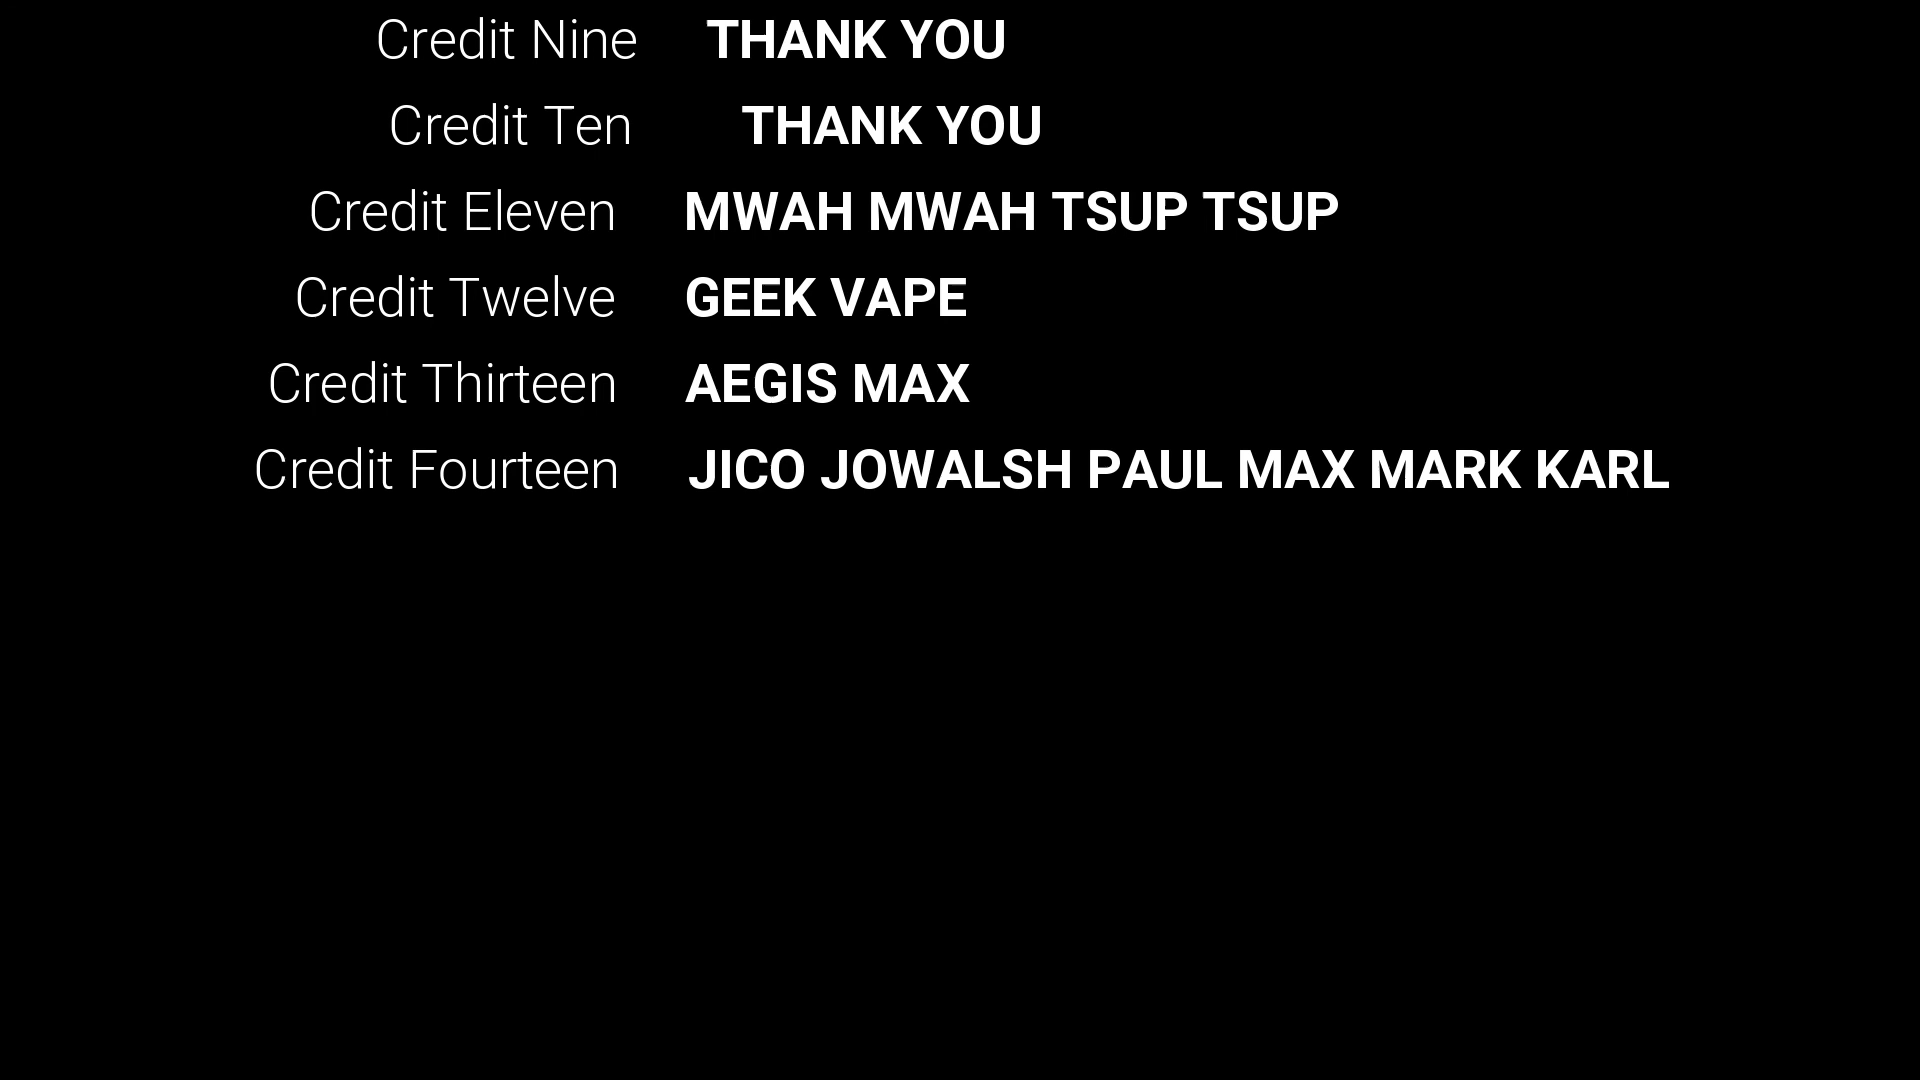 Credit Nine THANK YOU
Credit Ten THANK YOU
Credit Eleven MWAH MWAH TSUP TSUP
Credit Twelve GEEK VAPE
Credit Thirteen AEGIS MAX
Credit Fourteen JICO JOWALSH PAUL MAX MARK KARL